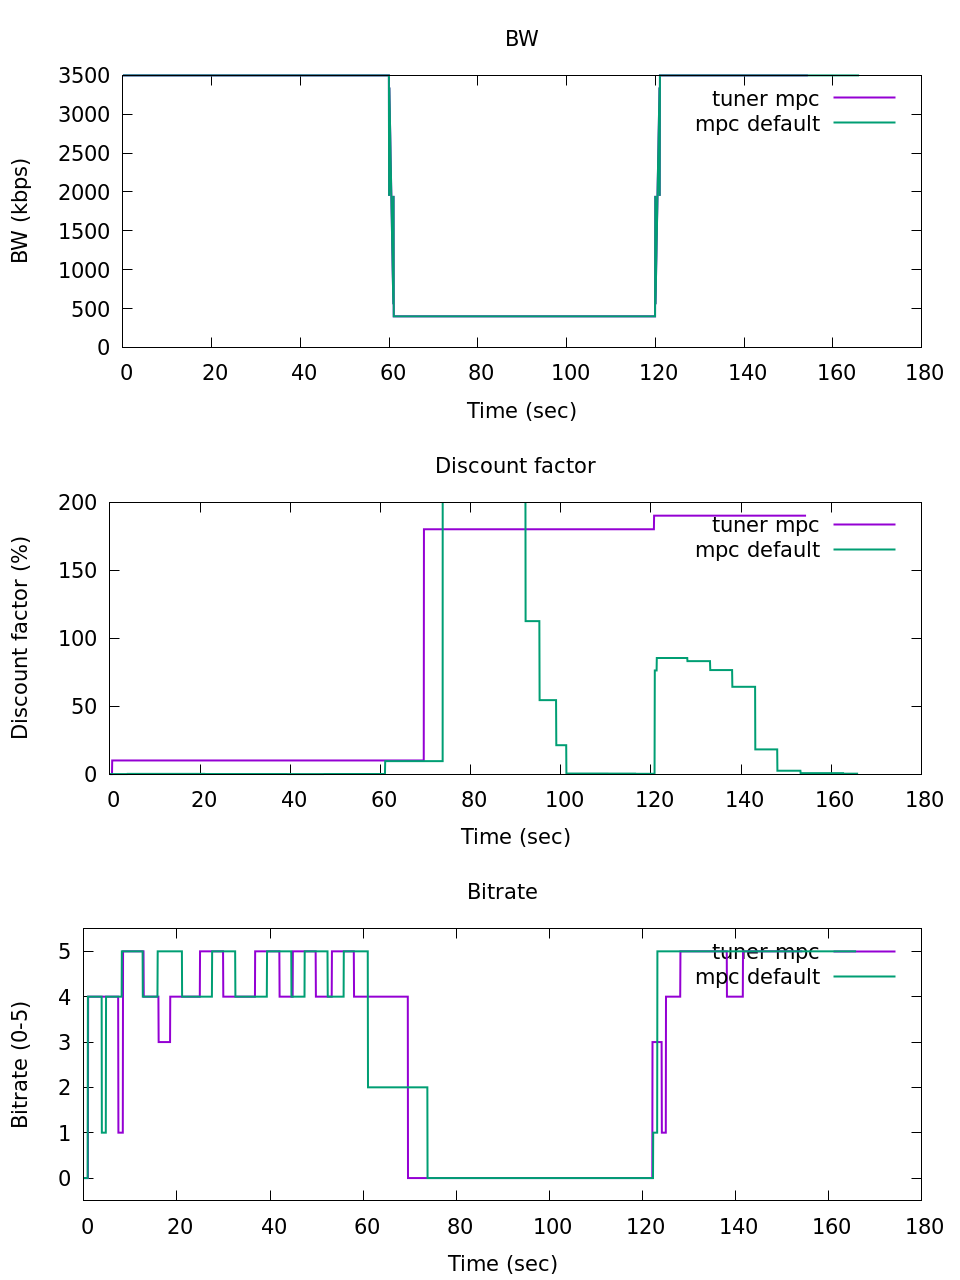 BW
3500
3000
2500
2000
1500
1000
500
0
BW (kbps)
tuner mpc
mpc default
0 20 40 60 80 100 120 140 160 180
Time (sec)
Discount factor
200
150
100
50
0
Discount factor (%)
tuner mpc
mpc default
0 20 40 60 80 100 120 140 160 180
Time (sec)
Bitrate
5
4
3
2
1
0
Bitrate (0-5)
tuner mpc
mpc default
0 20 40 60 80 100 120 140 160 180
Time (sec)